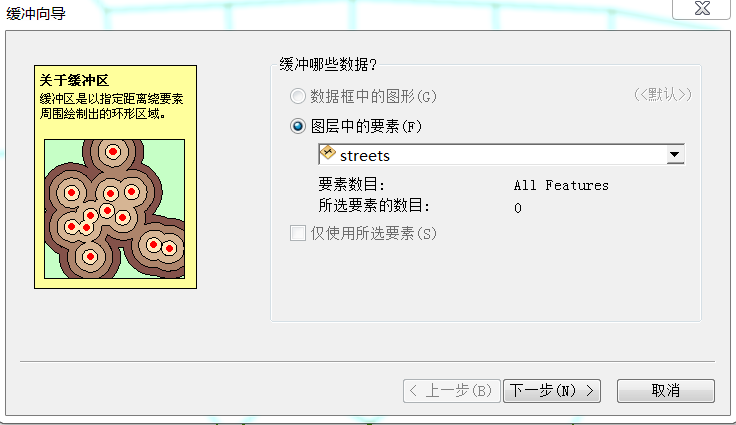 缓冲向导
关于缓冲区
缓冲区是以指定距离绕要素
周围绘制出的环形区域。
缓冲哪些数据?
数据框中的图形(G)
(<默认>)
图层中的要素(F)
streets
要素数目: All Features
所选要素的数目: 0
仅使用所选要素(S)
< 上一步(B) 下一步(N) > 取消